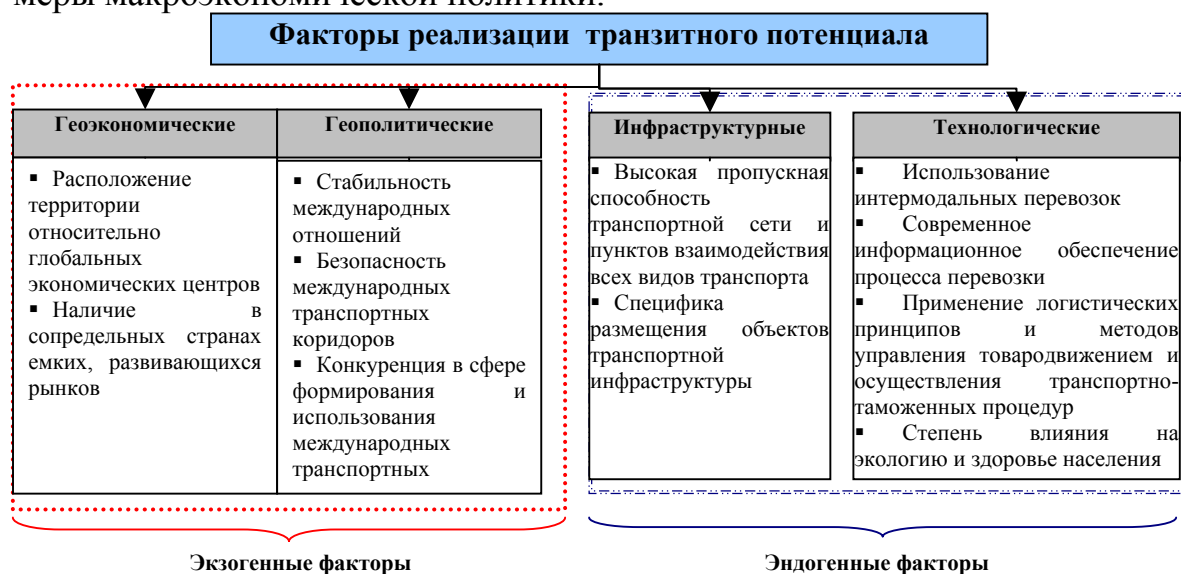 меры макроэкономической политики.
Факторы реализации транзитного потенциала
Геоэкономические
▪ Расположение
территории
относительно
глобальных
экономических центров
▪ Наличие в
сопредельных странах
емких, развивающихся
рынков
Геополитические
▪ Стабильность
международных
отношений
▪ Безопасность
международных
транспортных
коридоров
▪ Конкуренция в сфере
формирования и
использования
международных
транспортных
Инфраструктурные
▪ Высокая пропускная
способность
транспортной сети и
пунктов взаимодействия
всех видов транспорта
▪ Специфика
размещения объектов
транспортной
инфраструктуры
Технологические
▪ Использование
интермодальных перевозок
▪ Современное
информационное обеспечение
процесса перевозки
▪ Применение логистических
принципов и методов
управления товародвижением и
осуществления транспортно-
таможенных процедур
▪ Степень влияния на
экологию и здоровье населения
Экзогенные факторы
Эндогенные факторы